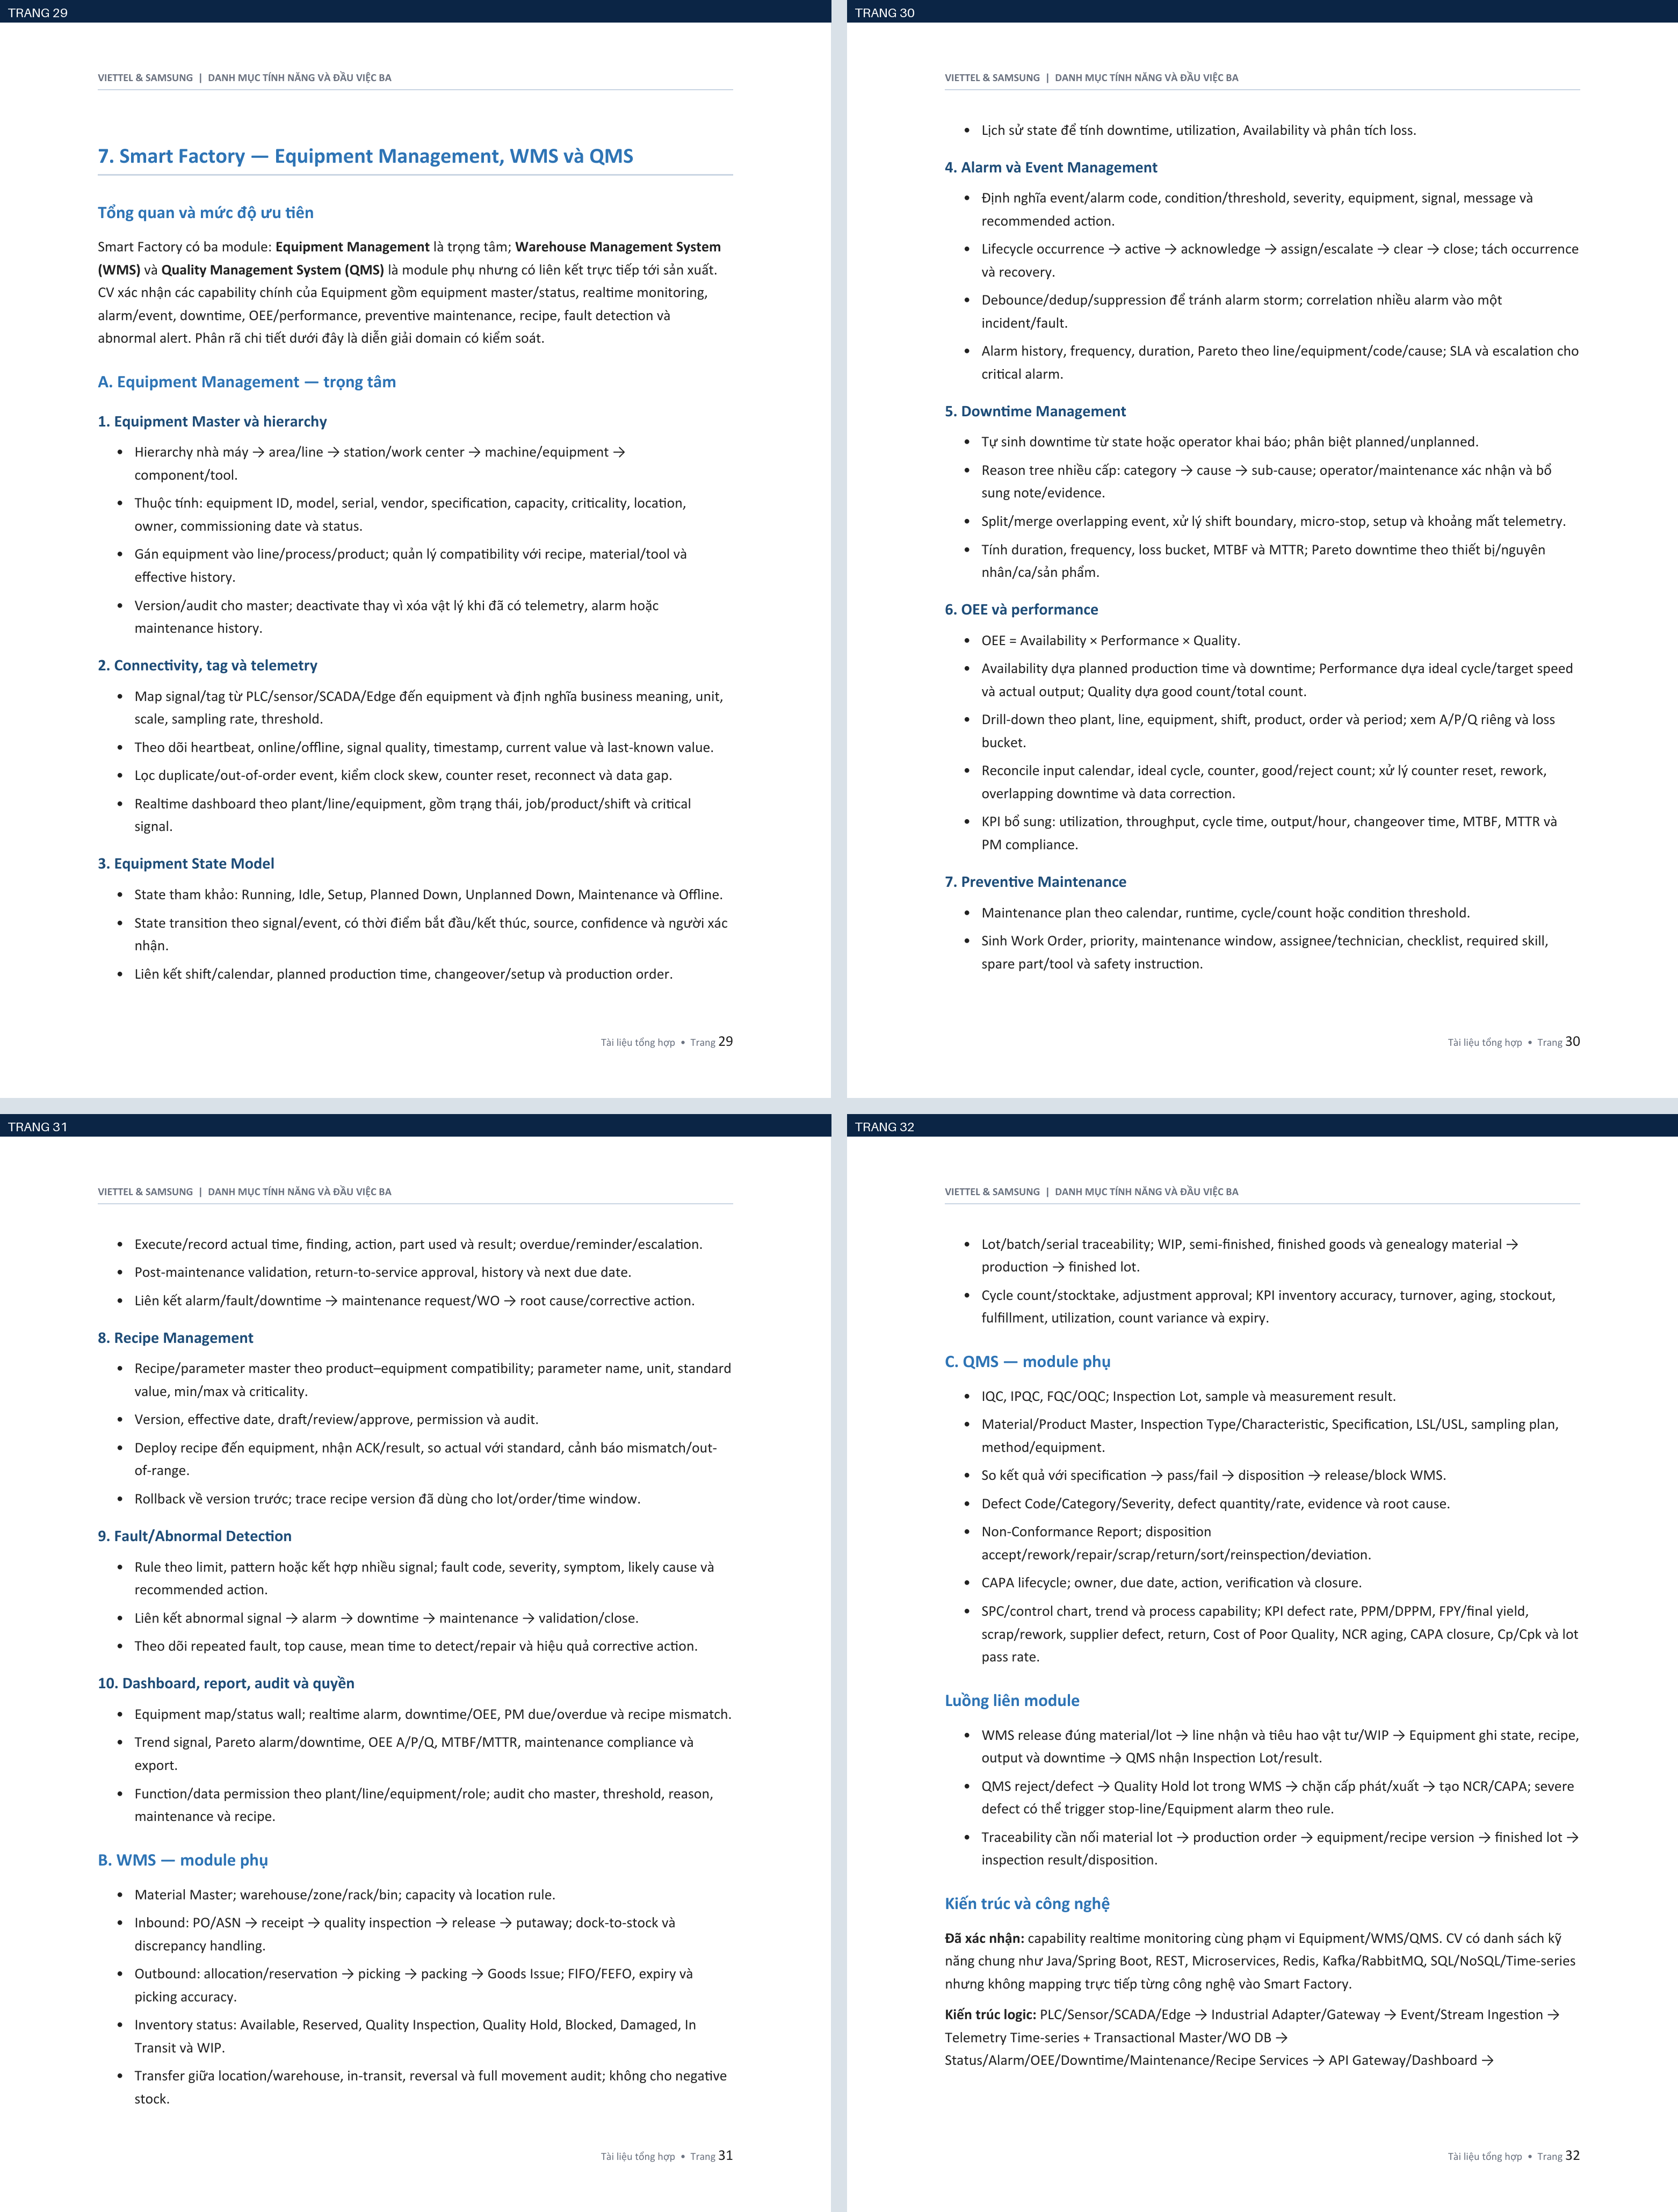 TRANG 29
VIETTEL & SAMSUNG | DANH MỤC TÍNH NĂNG VÀ ĐẦU VIỆC BA
7. Smart Factory — Equipment Management, WMS và QMS
Tổng quan và mức độ ưu tiên
Smart Factory có ba module: Equipment Management là trọng tâm; Warehouse Management System
(WMS) và Quality Management System (QMS) là module phụ nhưng có liên kết trực tiếp tới sản xuất.
CV xác nhận các capability chính của Equipment gồm equipment master/status, realtime monitoring,
alarm/event, downtime, OEE/performance, preventive maintenance, recipe, fault detection và
abnormal alert. Phân rã chi tiết dưới đây là diễn giải domain có kiểm soát.
A. Equipment Management — trọng tâm
1. Equipment Master và hierarchy
• Hierarchy nhà máy → area/line → station/work center → machine/equipment →
component/tool.
• Thuộc tính: equipment ID, model, serial, vendor, specification, capacity, criticality, location,
owner, commissioning date và status.
• Gán equipment vào line/process/product; quản lý compatibility với recipe, material/tool và
effective history.
• Version/audit cho master; deactivate thay vì xóa vật lý khi đã có telemetry, alarm hoặc
maintenance history.
2. Connectivity, tag và telemetry
• Map signal/tag từ PLC/sensor/SCADA/Edge đến equipment và định nghĩa business meaning, unit,
scale, sampling rate, threshold.
• Theo dõi heartbeat, online/offline, signal quality, timestamp, current value và last-known value.
• Lọc duplicate/out-of-order event, kiểm clock skew, counter reset, reconnect và data gap.
• Realtime dashboard theo plant/line/equipment, gồm trạng thái, job/product/shift và critical
signal.
3. Equipment State Model
• State tham khảo: Running, Idle, Setup, Planned Down, Unplanned Down, Maintenance và Offline.
• State transition theo signal/event, có thời điểm bắt đầu/kết thúc, source, confidence và người xác
nhận.
• Liên kết shift/calendar, planned production time, changeover/setup và production order.
Tài liệu tổng hợp • Trang 29
TRANG 30
VIETTEL & SAMSUNG | DANH MỤC TÍNH NĂNG VÀ ĐẦU VIỆC BA
• Lịch sử state để tính downtime, utilization, Availability và phân tích loss.
4. Alarm và Event Management
• Định nghĩa event/alarm code, condition/threshold, severity, equipment, signal, message và
recommended action.
• Lifecycle occurrence → active → acknowledge → assign/escalate → clear → close; tách occurrence
và recovery.
• Debounce/dedup/suppression để tránh alarm storm; correlation nhiều alarm vào một
incident/fault.
• Alarm history, frequency, duration, Pareto theo line/equipment/code/cause; SLA và escalation cho
critical alarm.
5. Downtime Management
• Tự sinh downtime từ state hoặc operator khai báo; phân biệt planned/unplanned.
• Reason tree nhiều cấp: category → cause → sub-cause; operator/maintenance xác nhận và bổ
sung note/evidence.
• Split/merge overlapping event, xử lý shift boundary, micro-stop, setup và khoảng mất telemetry.
• Tính duration, frequency, loss bucket, MTBF và MTTR; Pareto downtime theo thiết bị/nguyên
nhân/ca/sản phẩm.
6. OEE và performance
• OEE = Availability × Performance × Quality.
• Availability dựa planned production time và downtime; Performance dựa ideal cycle/target speed
và actual output; Quality dựa good count/total count.
• Drill-down theo plant, line, equipment, shift, product, order và period; xem A/P/Q riêng và loss
bucket.
• Reconcile input calendar, ideal cycle, counter, good/reject count; xử lý counter reset, rework,
overlapping downtime và data correction.
• KPI bổ sung: utilization, throughput, cycle time, output/hour, changeover time, MTBF, MTTR và
PM compliance.
7. Preventive Maintenance
• Maintenance plan theo calendar, runtime, cycle/count hoặc condition threshold.
• Sinh Work Order, priority, maintenance window, assignee/technician, checklist, required skill,
spare part/tool và safety instruction.
Tài liệu tổng hợp • Trang 30
TRANG 31
VIETTEL & SAMSUNG | DANH MỤC TÍNH NĂNG VÀ ĐẦU VIỆC BA
• Execute/record actual time, finding, action, part used và result; overdue/reminder/escalation.
• Post-maintenance validation, return-to-service approval, history và next due date.
• Liên kết alarm/fault/downtime → maintenance request/WO → root cause/corrective action.
8. Recipe Management
• Recipe/parameter master theo product–equipment compatibility; parameter name, unit, standard
value, min/max và criticality.
• Version, effective date, draft/review/approve, permission và audit.
• Deploy recipe đến equipment, nhận ACK/result, so actual với standard, cảnh báo mismatch/out-
of-range.
• Rollback về version trước; trace recipe version đã dùng cho lot/order/time window.
9. Fault/Abnormal Detection
• Rule theo limit, pattern hoặc kết hợp nhiều signal; fault code, severity, symptom, likely cause và
recommended action.
• Liên kết abnormal signal → alarm → downtime → maintenance → validation/close.
• Theo dõi repeated fault, top cause, mean time to detect/repair và hiệu quả corrective action.
10. Dashboard, report, audit và quyền
• Equipment map/status wall; realtime alarm, downtime/OEE, PM due/overdue và recipe mismatch.
• Trend signal, Pareto alarm/downtime, OEE A/P/Q, MTBF/MTTR, maintenance compliance và
export.
• Function/data permission theo plant/line/equipment/role; audit cho master, threshold, reason,
maintenance và recipe.
B. WMS — module phụ
• Material Master; warehouse/zone/rack/bin; capacity và location rule.
• Inbound: PO/ASN → receipt → quality inspection → release → putaway; dock-to-stock và
discrepancy handling.
• Outbound: allocation/reservation → picking → packing → Goods Issue; FIFO/FEFO, expiry và
picking accuracy.
• Inventory status: Available, Reserved, Quality Inspection, Quality Hold, Blocked, Damaged, In
Transit và WIP.
• Transfer giữa location/warehouse, in-transit, reversal và full movement audit; không cho negative
stock.
Tài liệu tổng hợp • Trang 31
TRANG 32
VIETTEL & SAMSUNG | DANH MỤC TÍNH NĂNG VÀ ĐẦU VIỆC BA
• Lot/batch/serial traceability; WIP, semi-finished, finished goods và genealogy material →
production → finished lot.
• Cycle count/stocktake, adjustment approval; KPI inventory accuracy, turnover, aging, stockout,
fulfillment, utilization, count variance và expiry.
C. QMS — module phụ
• IQC, IPQC, FQC/OQC; Inspection Lot, sample và measurement result.
• Material/Product Master, Inspection Type/Characteristic, Specification, LSL/USL, sampling plan,
method/equipment.
• So kết quả với specification → pass/fail → disposition → release/block WMS.
• Defect Code/Category/Severity, defect quantity/rate, evidence và root cause.
• Non-Conformance Report; disposition
accept/rework/repair/scrap/return/sort/reinspection/deviation.
• CAPA lifecycle; owner, due date, action, verification và closure.
• SPC/control chart, trend và process capability; KPI defect rate, PPM/DPPM, FPY/final yield,
scrap/rework, supplier defect, return, Cost of Poor Quality, NCR aging, CAPA closure, Cp/Cpk và lot
pass rate.
Luồng liên module
• WMS release đúng material/lot → line nhận và tiêu hao vật tư/WIP → Equipment ghi state, recipe,
output và downtime → QMS nhận Inspection Lot/result.
• QMS reject/defect → Quality Hold lot trong WMS → chặn cấp phát/xuất → tạo NCR/CAPA; severe
defect có thể trigger stop-line/Equipment alarm theo rule.
• Traceability cần nối material lot → production order → equipment/recipe version → finished lot →
inspection result/disposition.
Kiến trúc và công nghệ
Đã xác nhận: capability realtime monitoring cùng phạm vi Equipment/WMS/QMS. CV có danh sách kỹ
năng chung như Java/Spring Boot, REST, Microservices, Redis, Kafka/RabbitMQ, SQL/NoSQL/Time-series
nhưng không mapping trực tiếp từng công nghệ vào Smart Factory.
Kiến trúc logic: PLC/Sensor/SCADA/Edge → Industrial Adapter/Gateway → Event/Stream Ingestion →
Telemetry Time-series + Transactional Master/WO DB →
Status/Alarm/OEE/Downtime/Maintenance/Recipe Services → API Gateway/Dashboard →
Tài liệu tổng hợp • Trang 32